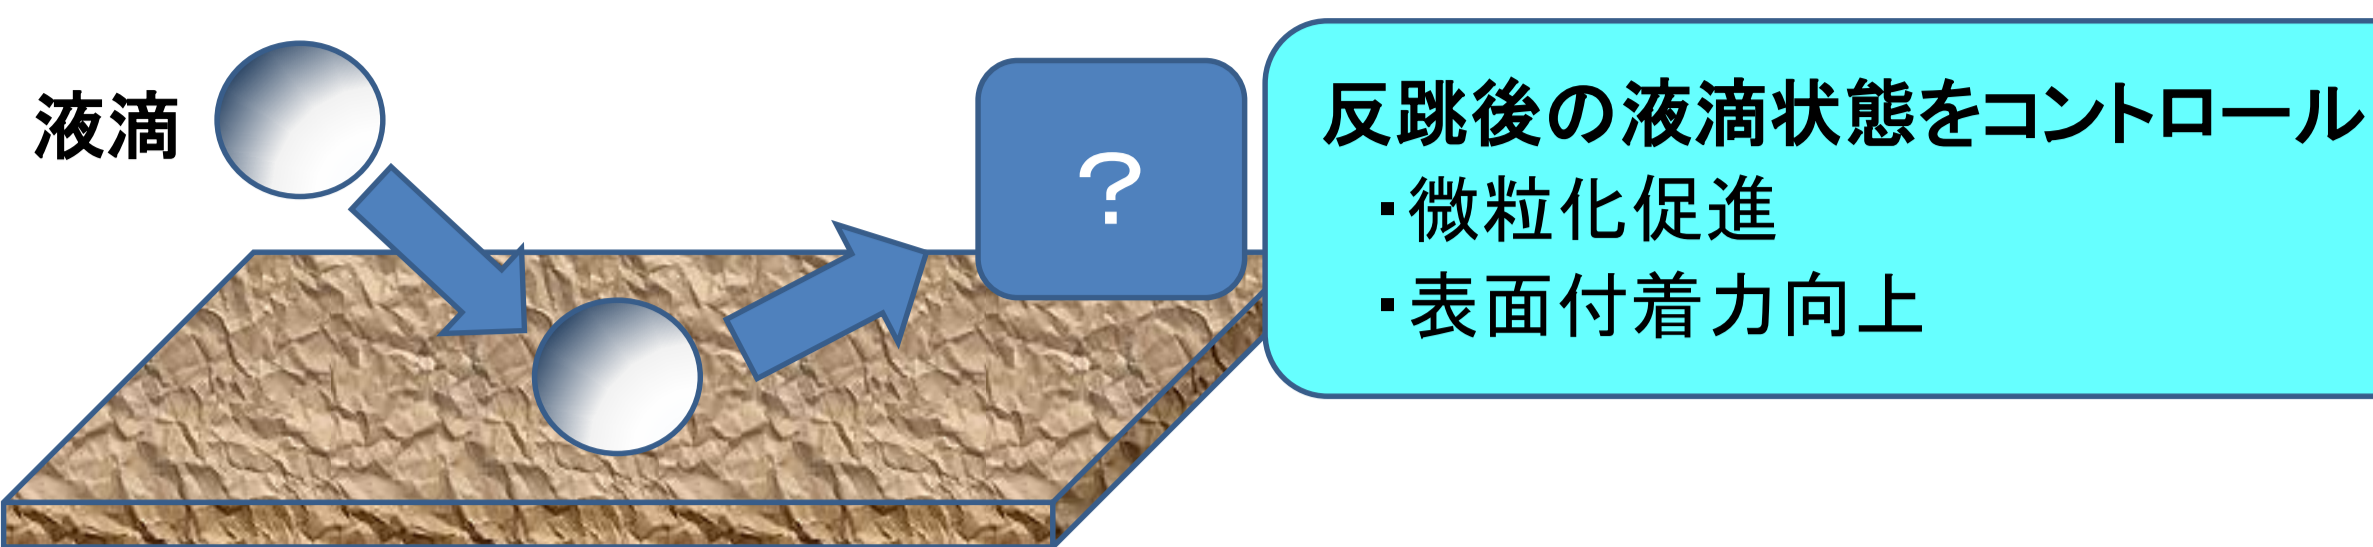 液滴
?
反跳後の液滴状態をコントロール
・微粒化促進
・表面付着力向上